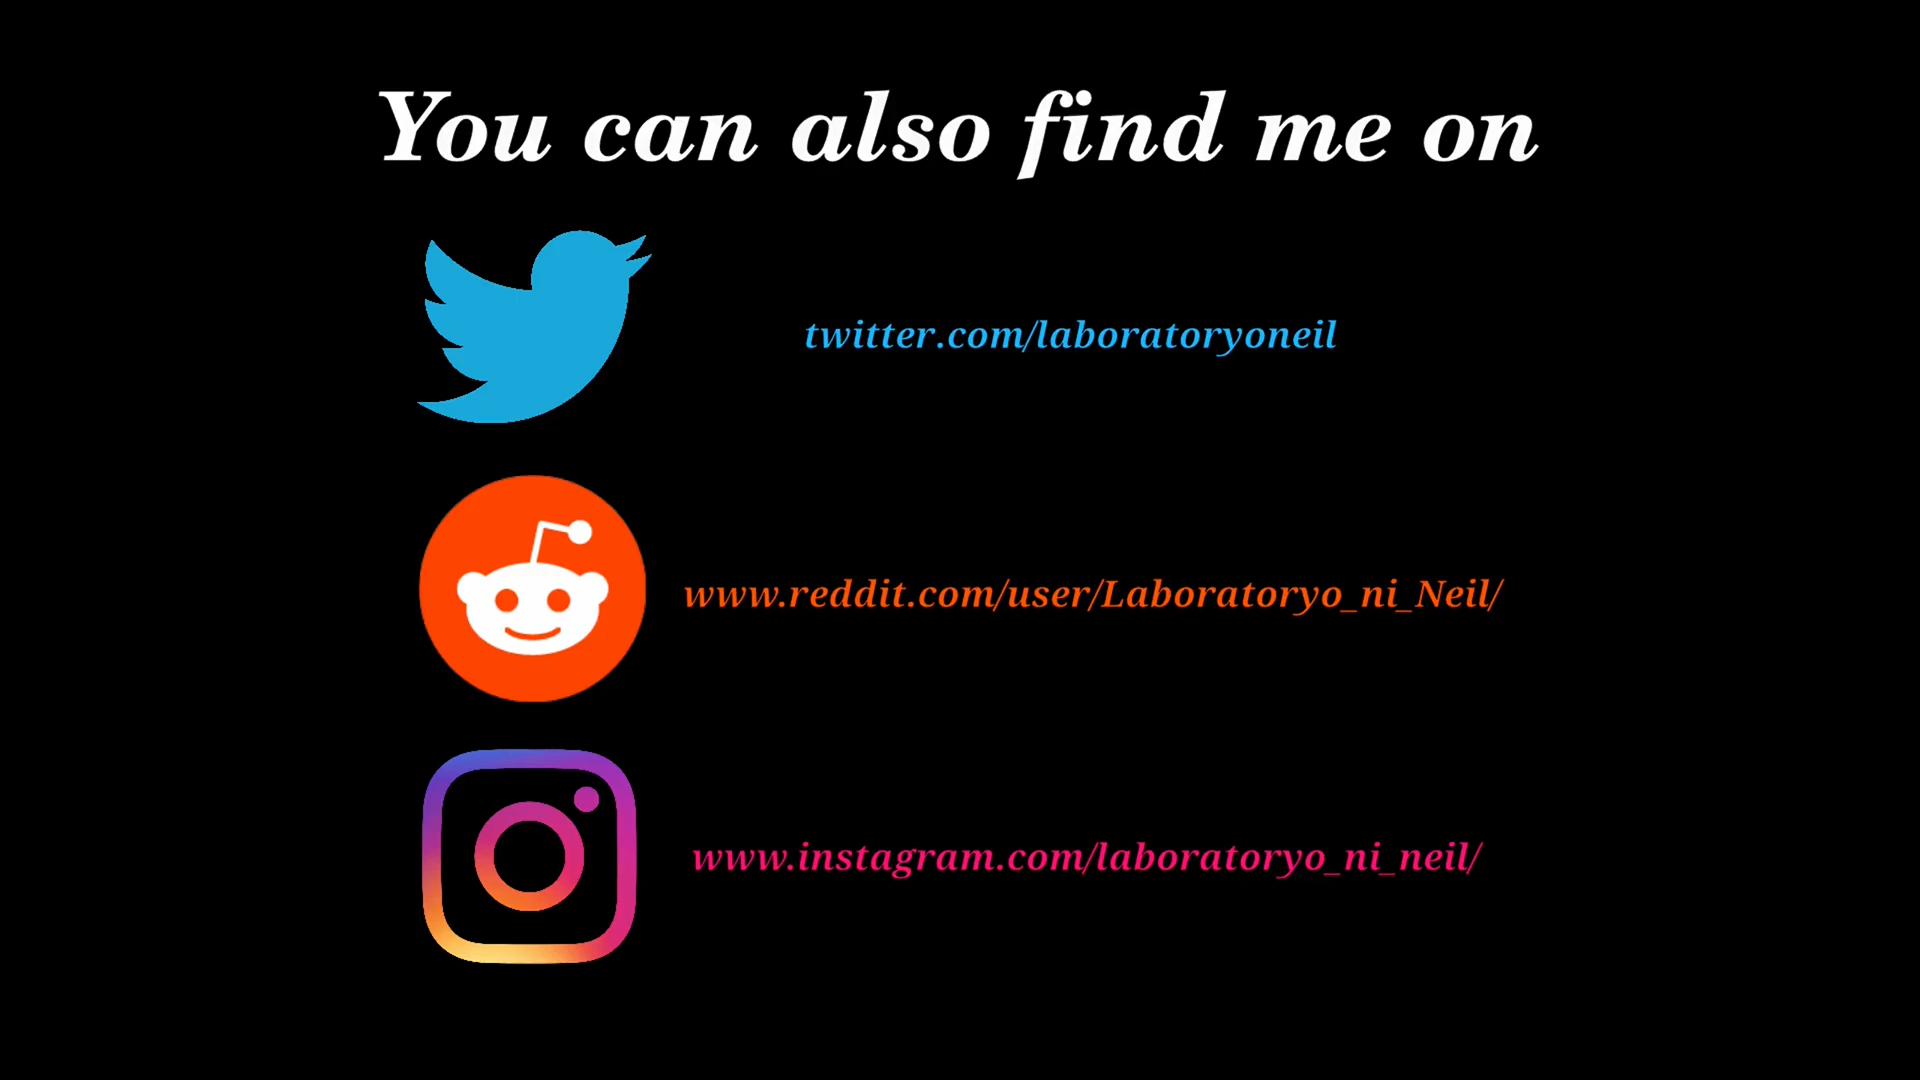 You can also find me on
twitter.com/laboratoryoneil
www.reddit.com/user/Laboratoryo_ni_Neil/
www.instagram.com/laboratoryo_ni_neil/